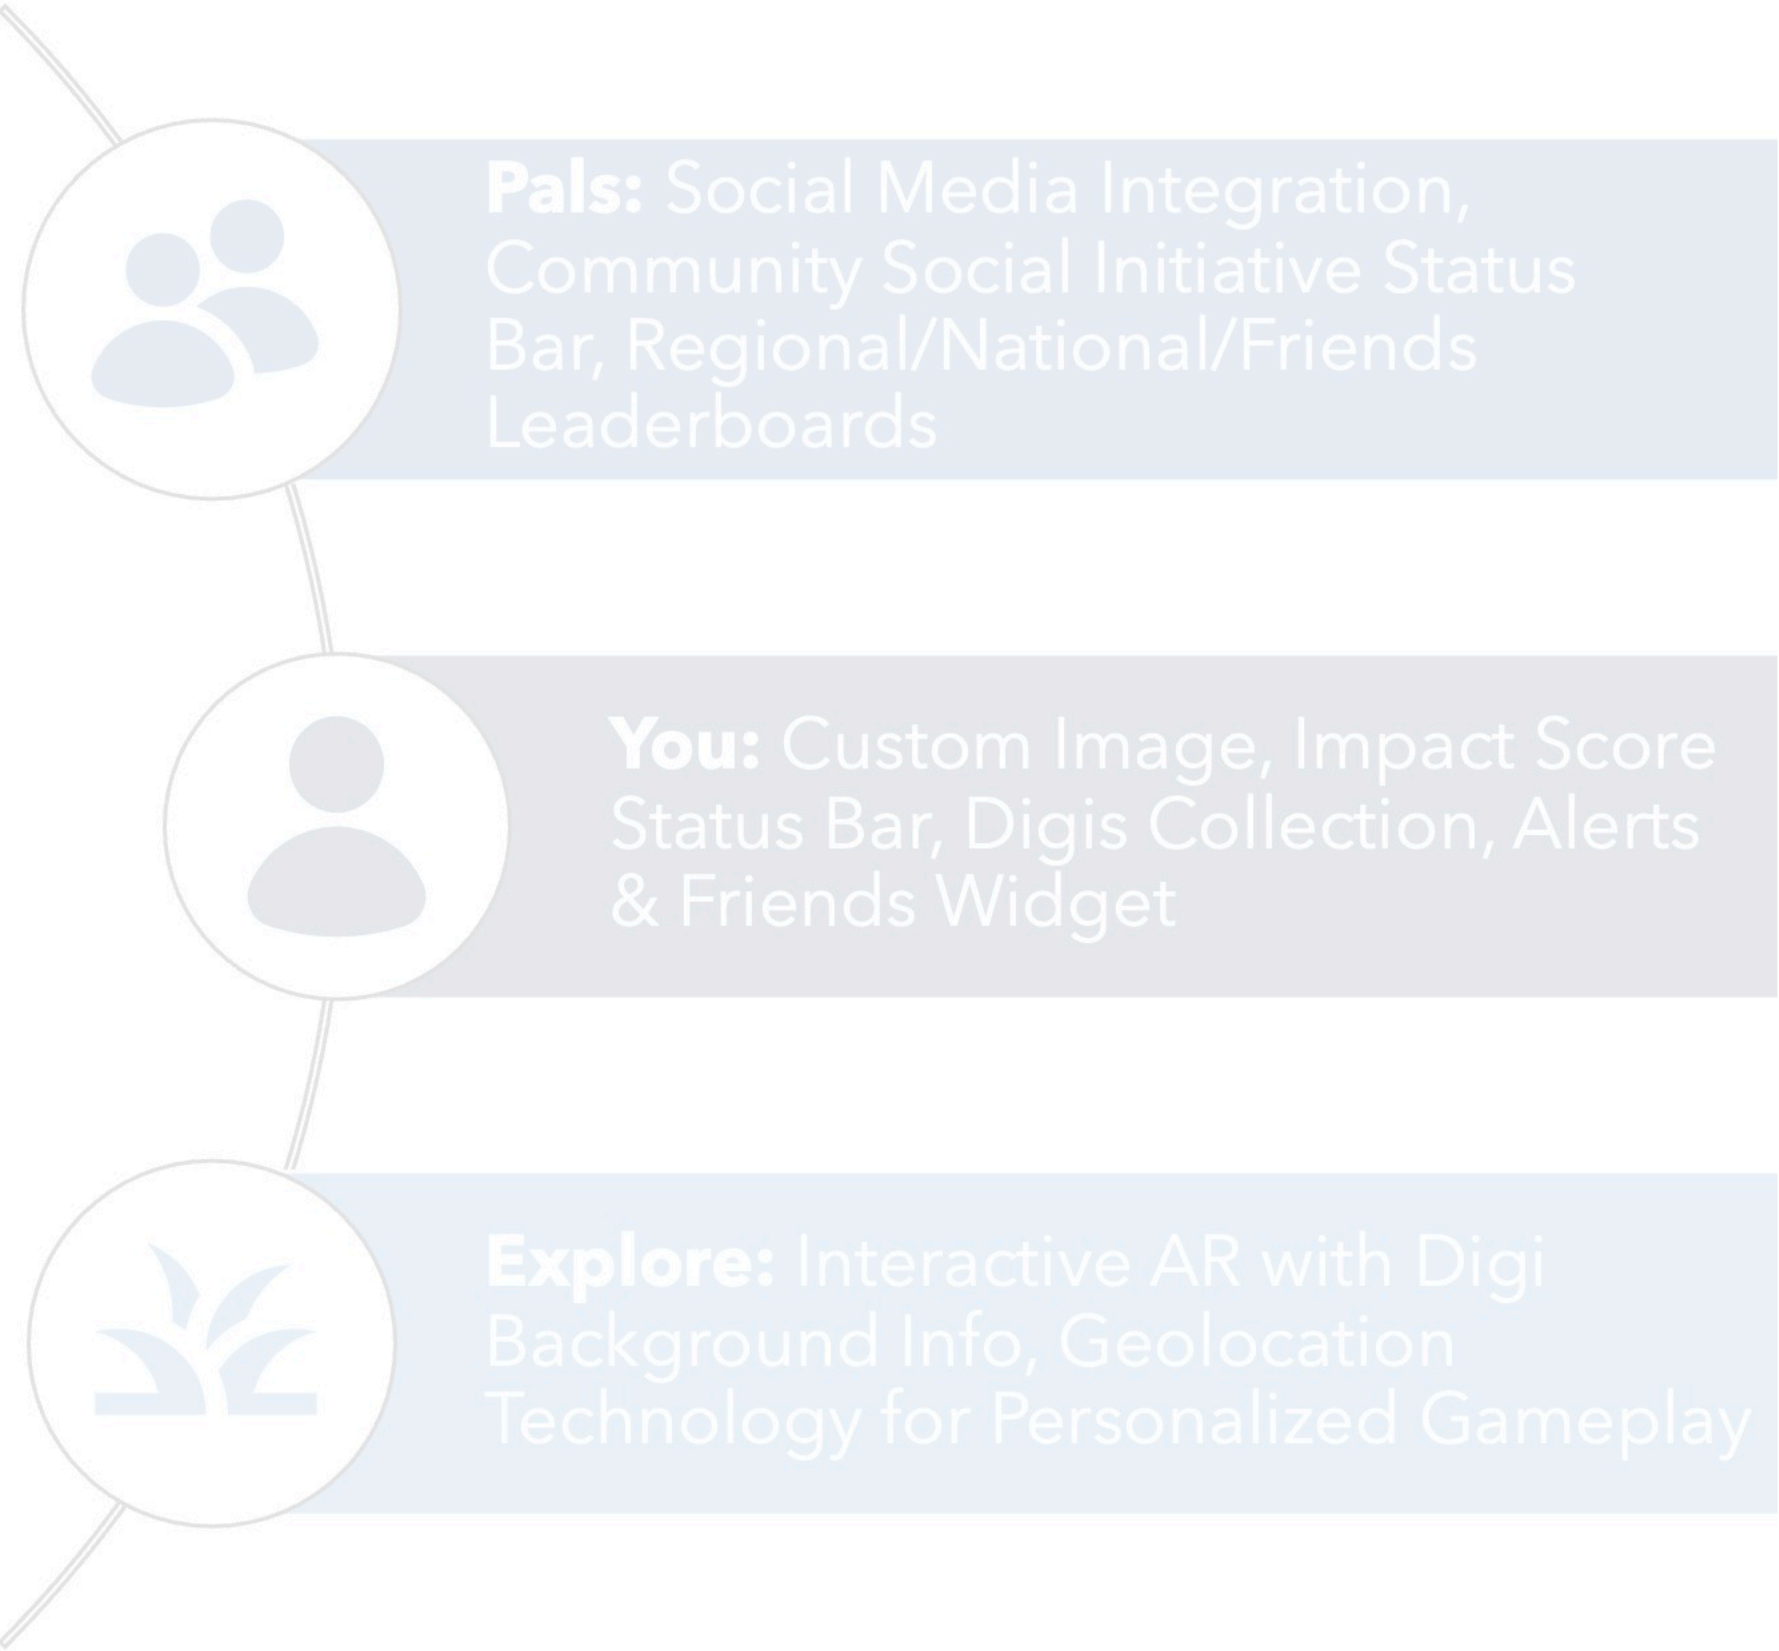 Pals: Social Media Integration,
Community Social Initiative Status
Bar, Regional/National/Friends
Leaderboards
You: Custom Image, Impact Score
Status Bar, Digis Collection, Alerts
& Friends Widget
Explore: Interactive AR with Digi
Background Info, Geolocation
Technology for Personalized Gameplay